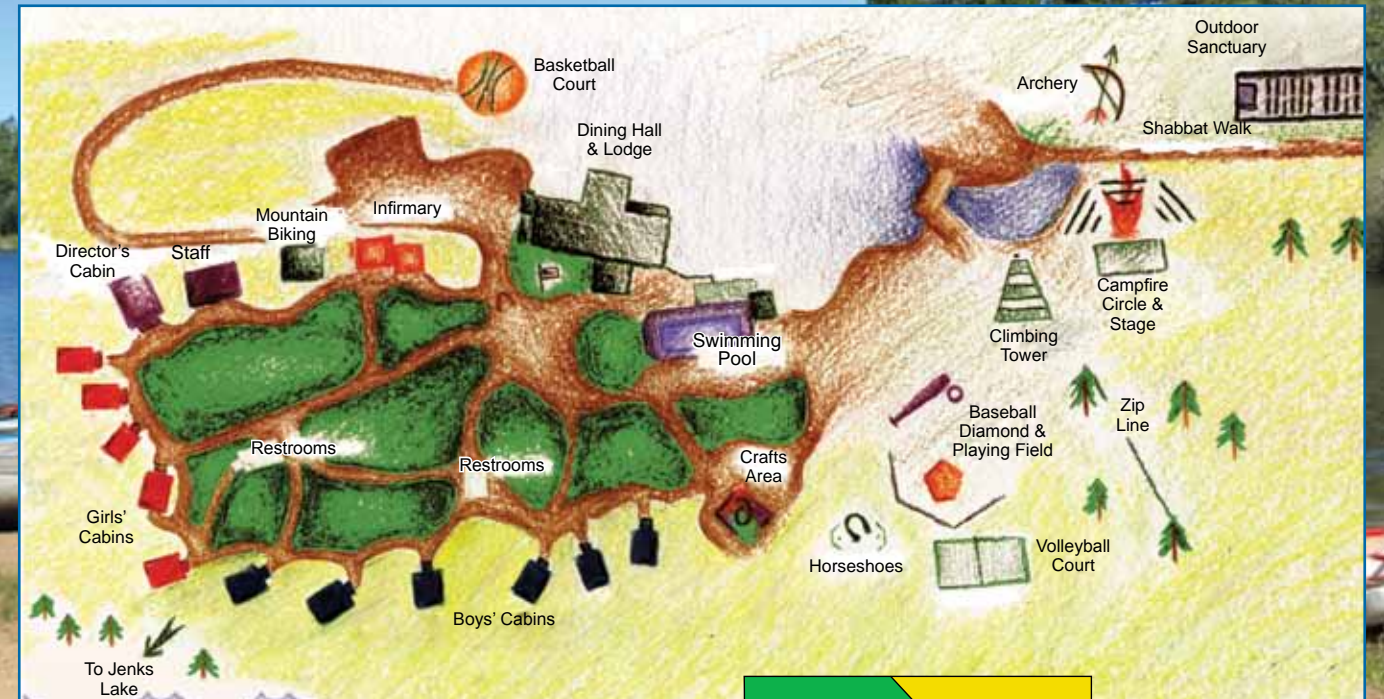 Outdoor
Sanctuary
Basketball
Court
Archery
Dining Hall
& Lodge
Shabbat Walk
Mountain
Biking
Infirmary
Director's
Cabin
Staff
Campfire
Circle &
Stage
Climbing
Tower
Swimming
Pool
Baseball
Diamond &
Playing Field
Zip
Line
Restrooms
Restrooms
Crafts
Area
Girls'
Cabins
Horseshoes
Volleyball
Court
Boys' Cabins
To Jenks
Lake